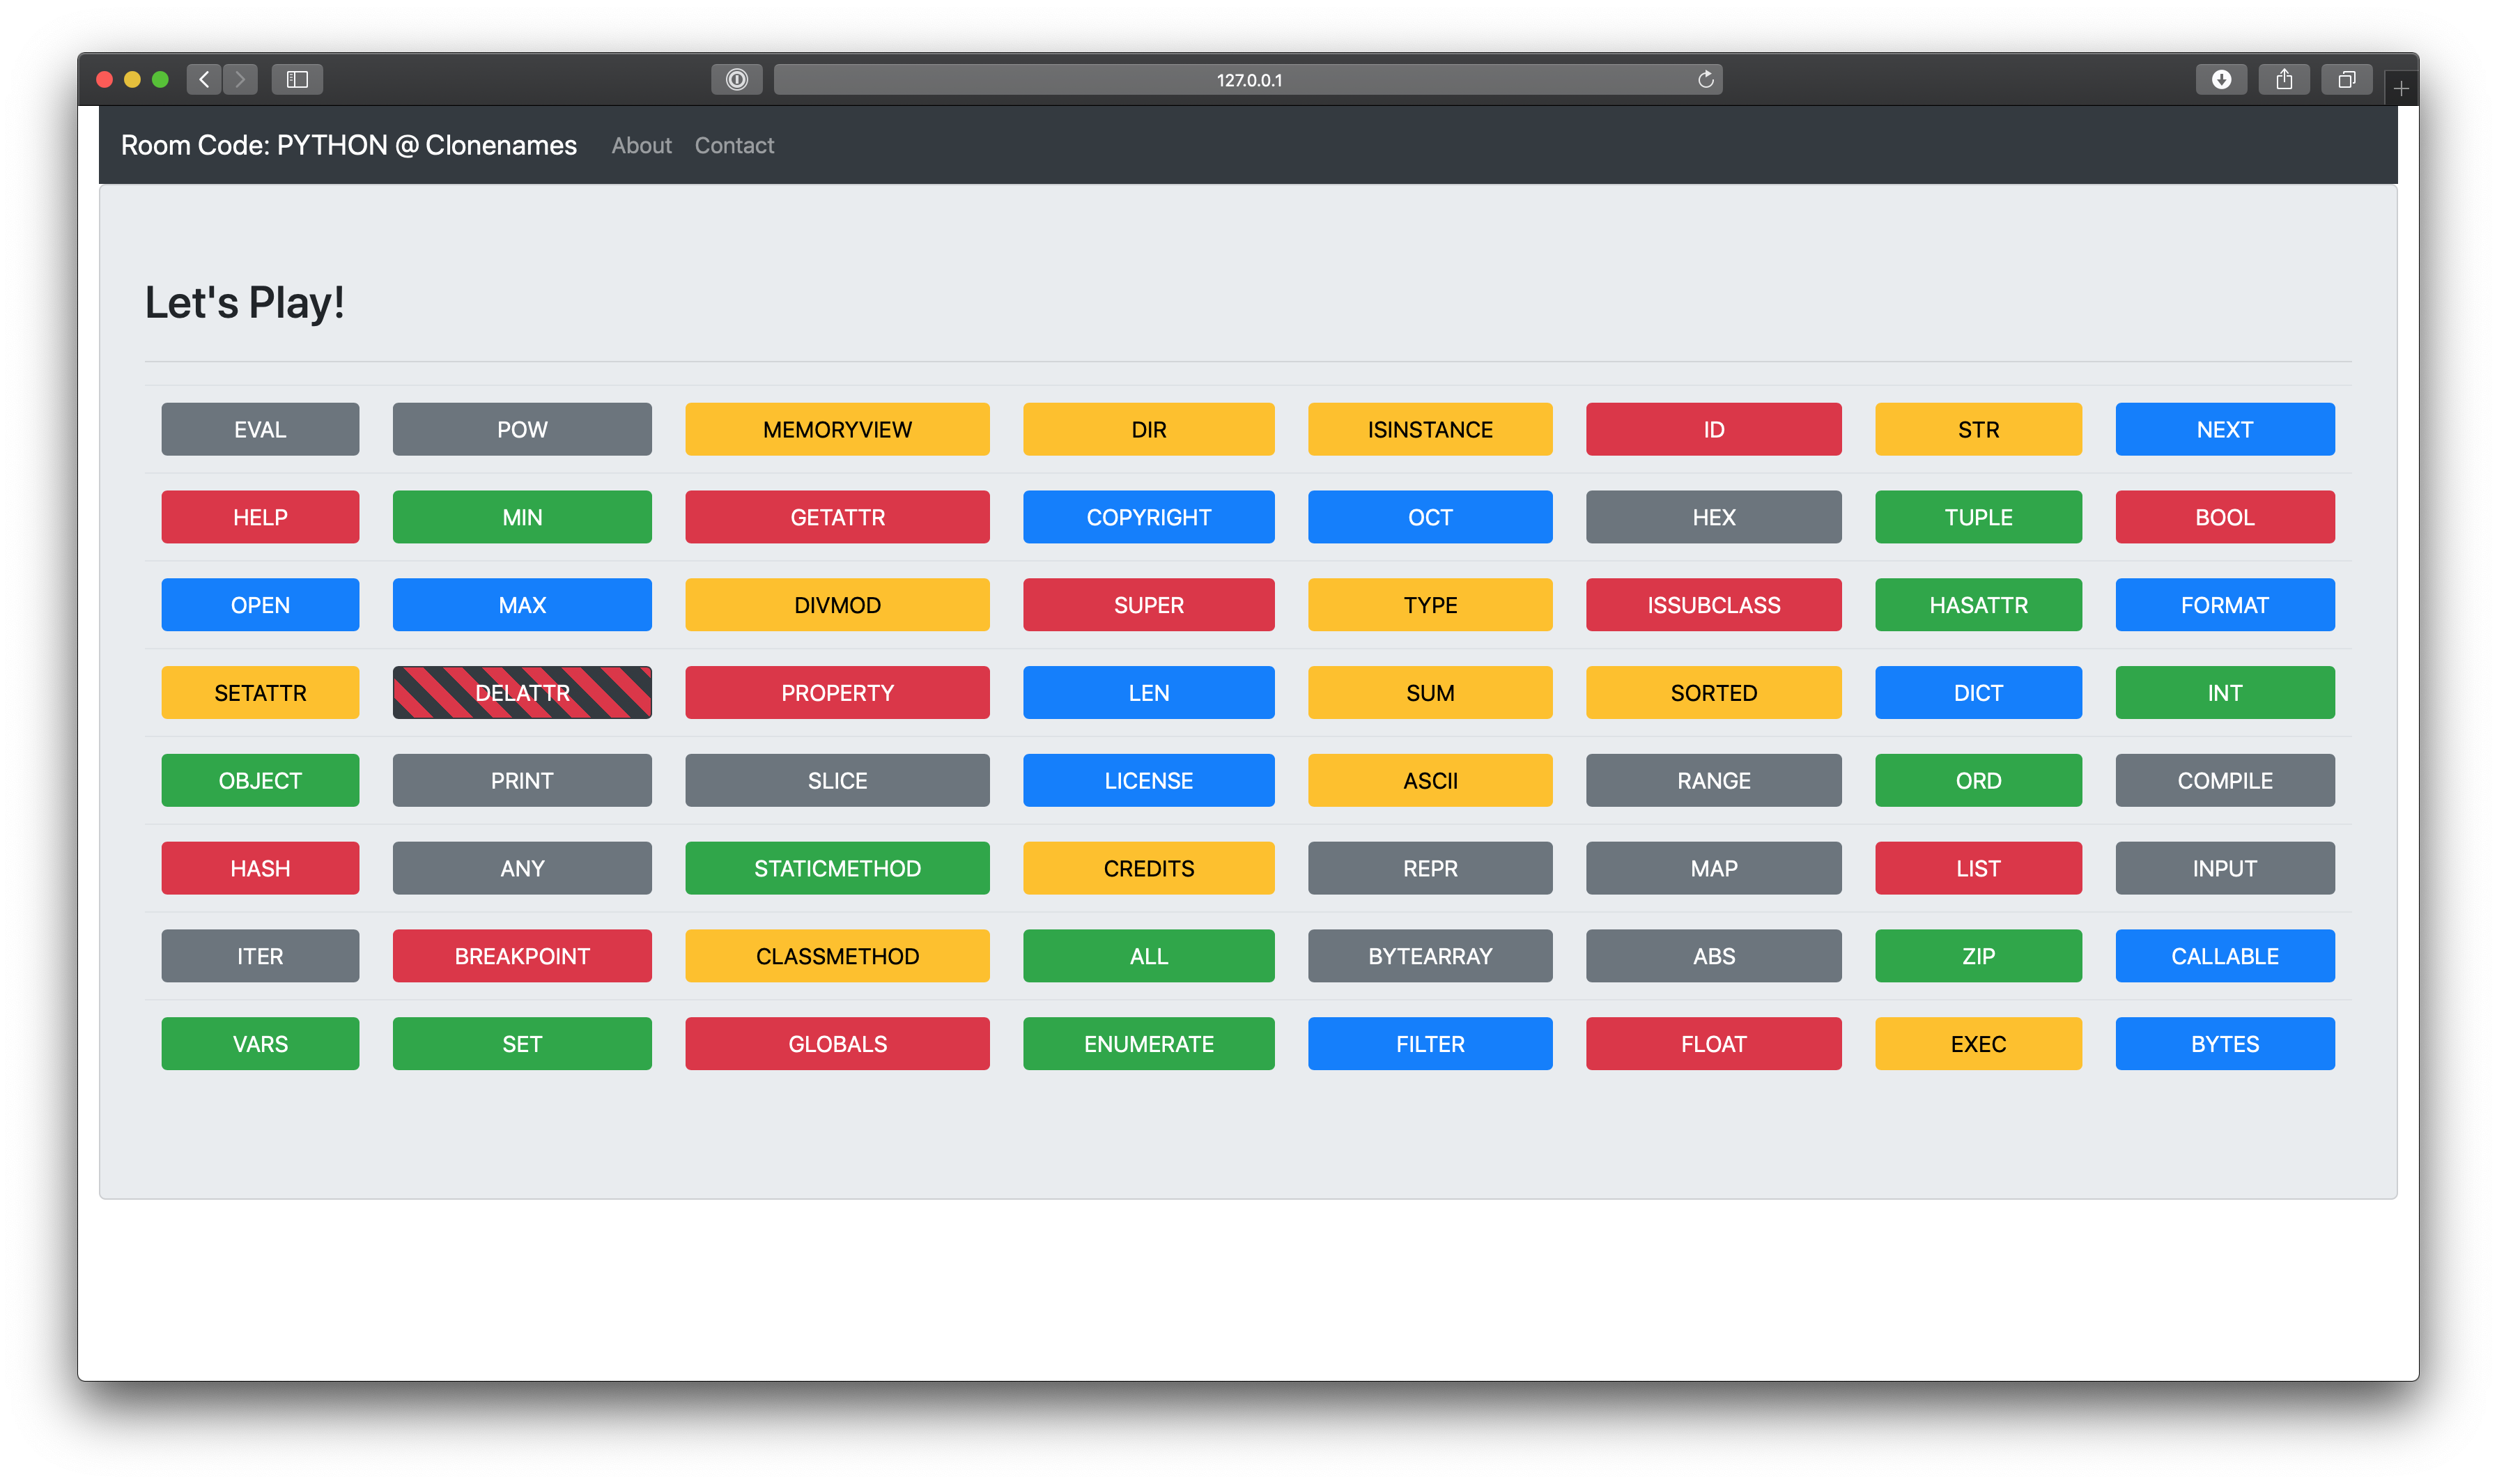 127.0.0.1
Room Code: PYTHON @ Clonenames About Contact
Let's Play!
EVAL POW MEMORYVIEW DIR ISINSTANCE ID STR NEXT
HELP MIN GETATTR COPYRIGHT OCT HEX TUPLE BOOL
OPEN MAX DIVMOD SUPER TYPE ISSUBCLASS HASATTR FORMAT
SETATTR DELATTR PROPERTY LEN SUM SORTED DICT INT
OBJECT PRINT SLICE LICENSE ASCII RANGE ORD COMPILE
HASH ANY STATICMETHOD CREDITS REPR MAP LIST INPUT
ITER BREAKPOINT CLASSMETHOD ALL BYTEARRAY ABS ZIP CALLABLE
VARS SET GLOBALS ENUMERATE FILTER FLOAT EXEC BYTES